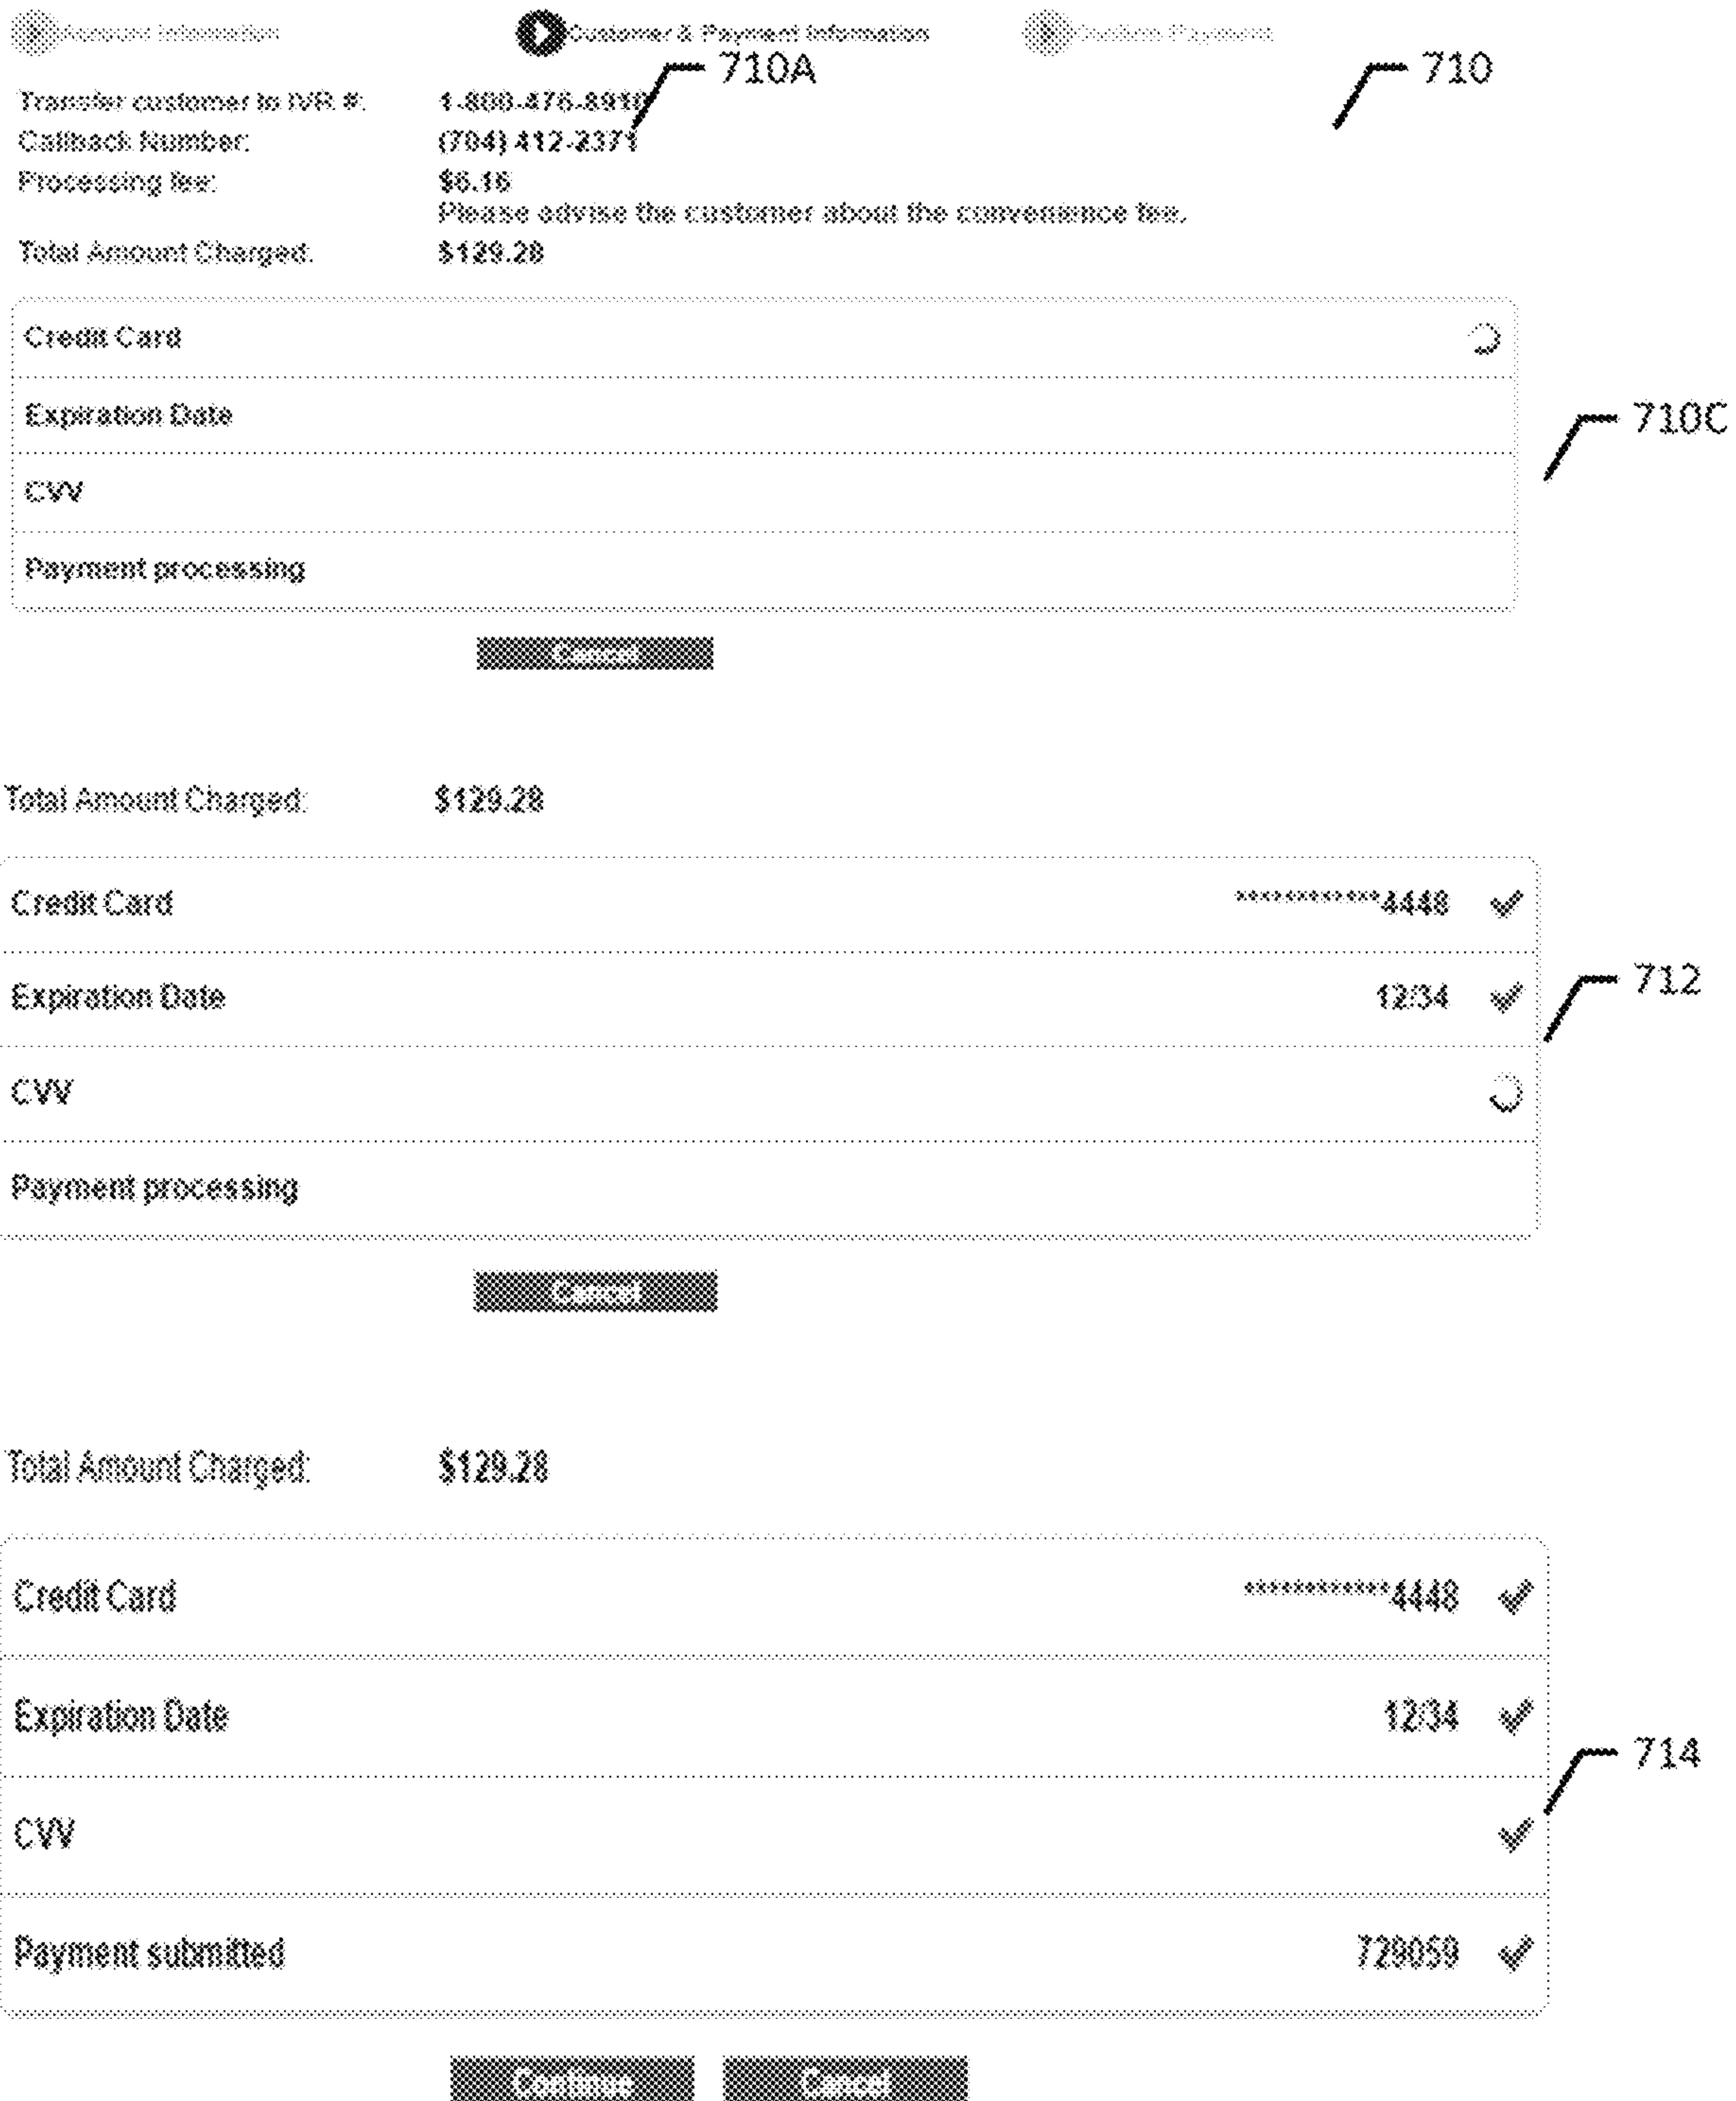 Account Information Customer & Payment Information Confirm Payment
710A 710
Transfer customer to IVR #: 1-800-476-8910
Callback Number: (704) 412-2371
Processing fee: $6.16
Please advise the customer about the convenience fee.
Total Amount Charged: $129.28
Credit Card
Expiration Date
710C
CVV
Payment processing
Cancel
Total Amount Charged: $129.28
Credit Card ************4448
Expiration Date 12/34
712
CVV
Payment processing
Cancel
Total Amount Charged: $129.28
Credit Card ************4448
Expiration Date 12/34
714
CVV
Payment submitted 729059
Continue Cancel